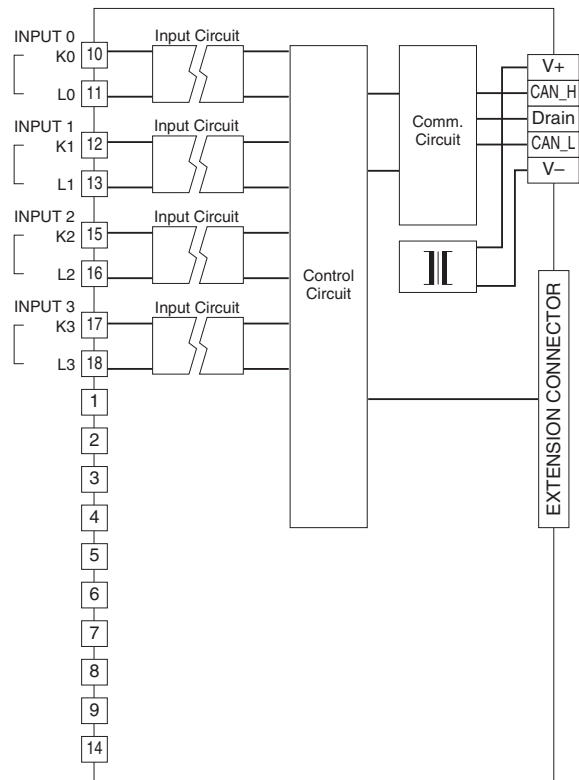 INPUT 0
K0 10
L0 11
Input Circuit
INPUT 1
K1 12
L1 13
Input Circuit
INPUT 2
K2 15
L2 16
Input Circuit
INPUT 3
K3 17
L3 18
Input Circuit
1
2
3
4
5
6
7
8
9
14
Control
Circuit
Comm.
Circuit
V+
CAN_H
Drain
CAN_L
V–
EXTENSION CONNECTOR